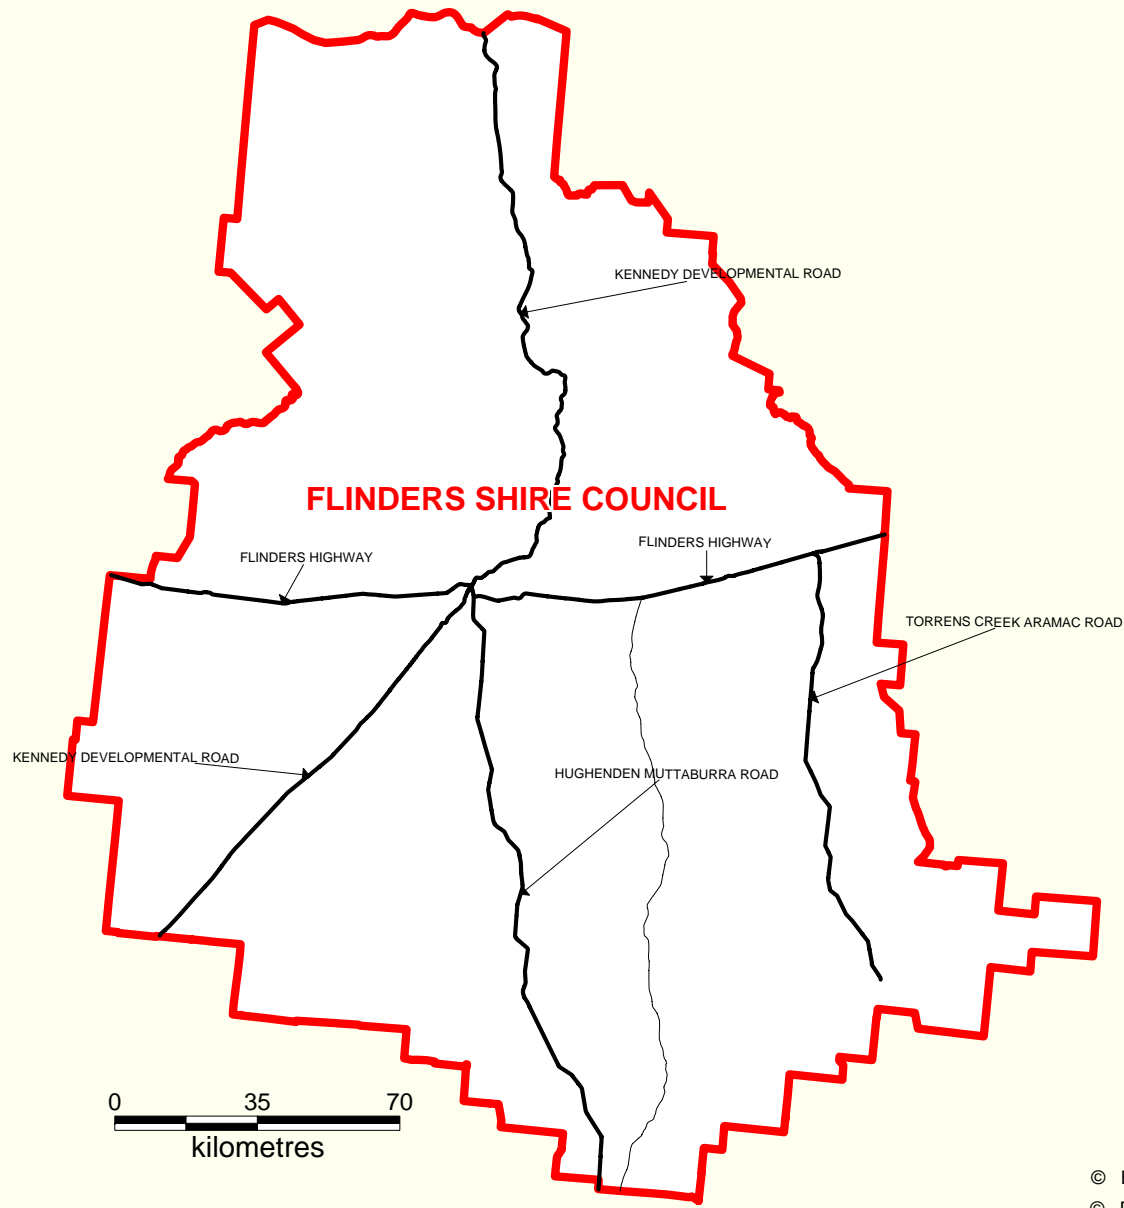 KENNEDY DEVELOPMENTAL ROAD
FLINDERS SHIRE COUNCIL
FLINDERS HIGHWAY
FLINDERS HIGHWAY
TORRENS CREEK ARAMAC ROAD
KENNEDY DEVELOPMENTAL ROAD
HUGHENDEN MUTTABURRA ROAD
0 35 70
kilometres
©
©